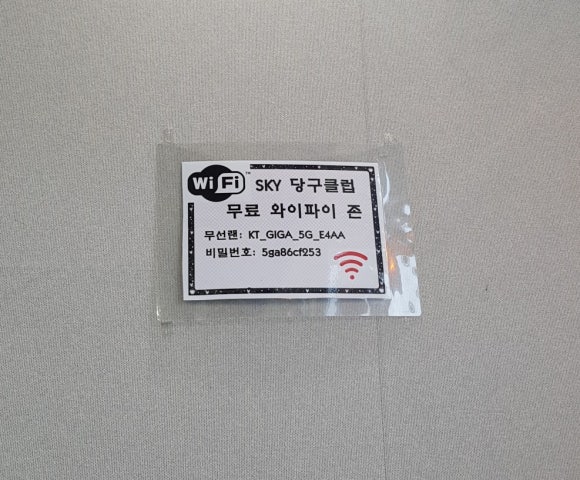 WiFi™ SKY 당구클럽
무료 와이파이 존
무선랜: KT_GIGA_5G_E4AA
비밀번호: 5ga86cf253